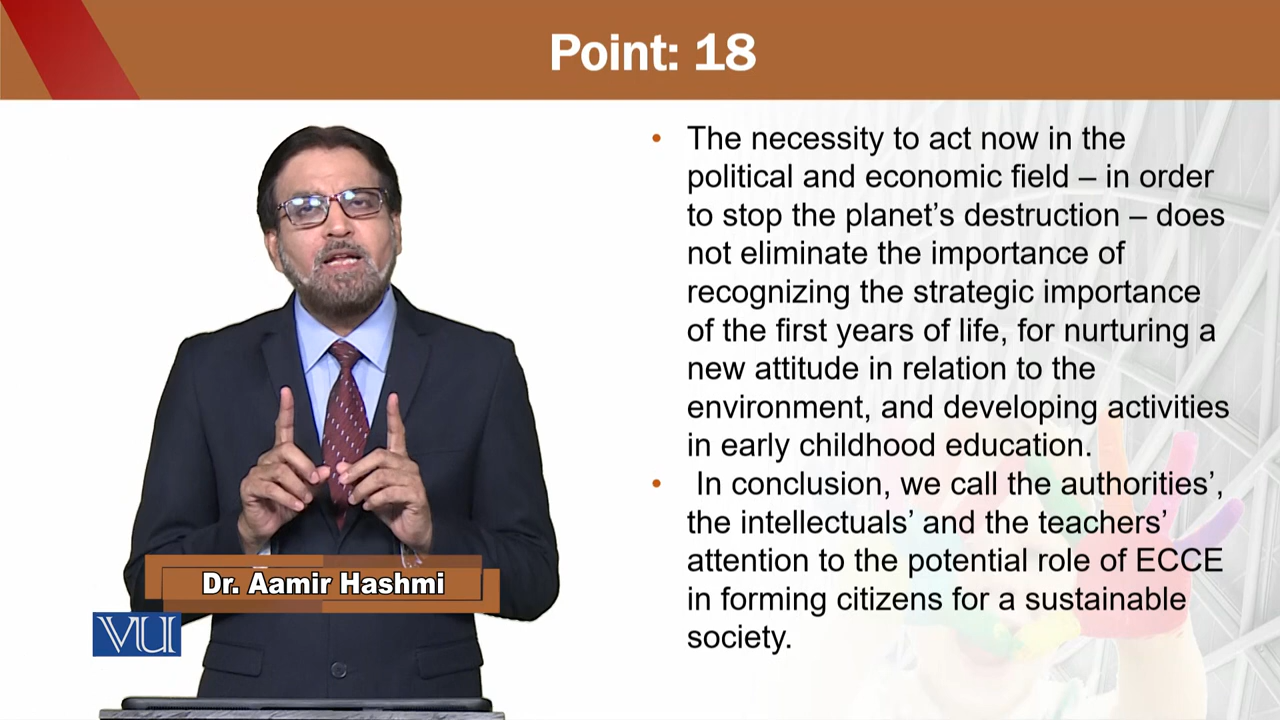 Point: 18
• The necessity to act now in the
political and economic field – in order
to stop the planet’s destruction – does
not eliminate the importance of
recognizing the strategic importance
of the first years of life, for nurturing a
new attitude in relation to the
environment, and developing activities
in early childhood education.
• In conclusion, we call the authorities’,
the intellectuals’ and the teachers’
attention to the potential role of ECCE
in forming citizens for a sustainable
society.
Dr. Aamir Hashmi
VU